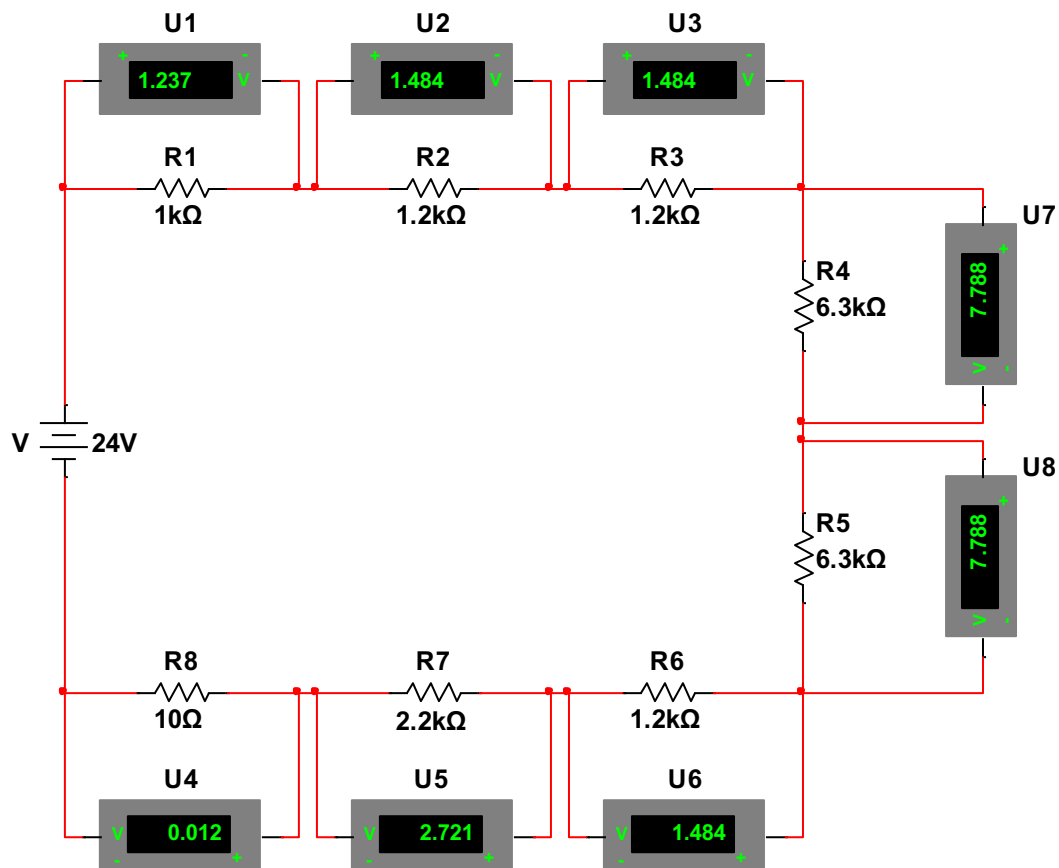 U1 U2 U3
+ - + - + -
1.237 V 1.484 V 1.484 V
R1 R2 R3
1kΩ 1.2kΩ 1.2kΩ
U7
+
7.788
V -
R4
6.3kΩ
V 24V
U8
+
7.788
V -
R5
6.3kΩ
R8 R7 R6
10Ω 2.2kΩ 1.2kΩ
U4 U5 U6
V 0.012 V 2.721 V 1.484
- + - + - +